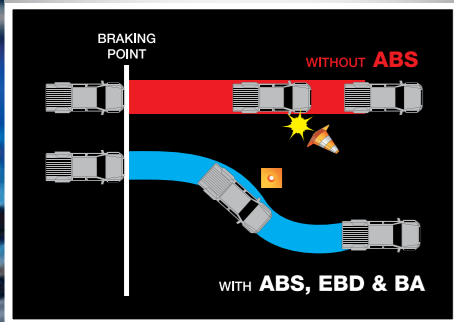 BRAKING
POINT
WITHOUT ABS
WITH ABS, EBD & BA